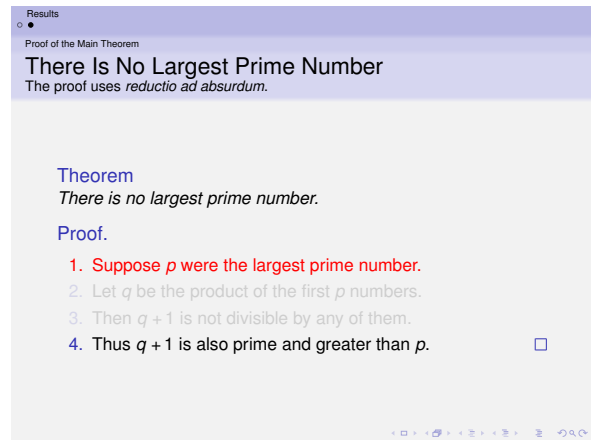 Results
Proof of the Main Theorem
There Is No Largest Prime Number
The proof uses reductio ad absurdum.
Theorem
There is no largest prime number.
Proof.
1. Suppose p were the largest prime number.
2. Let q be the product of the first p numbers.
3. Then q + 1 is not divisible by any of them.
4. Thus q + 1 is also prime and greater than p.